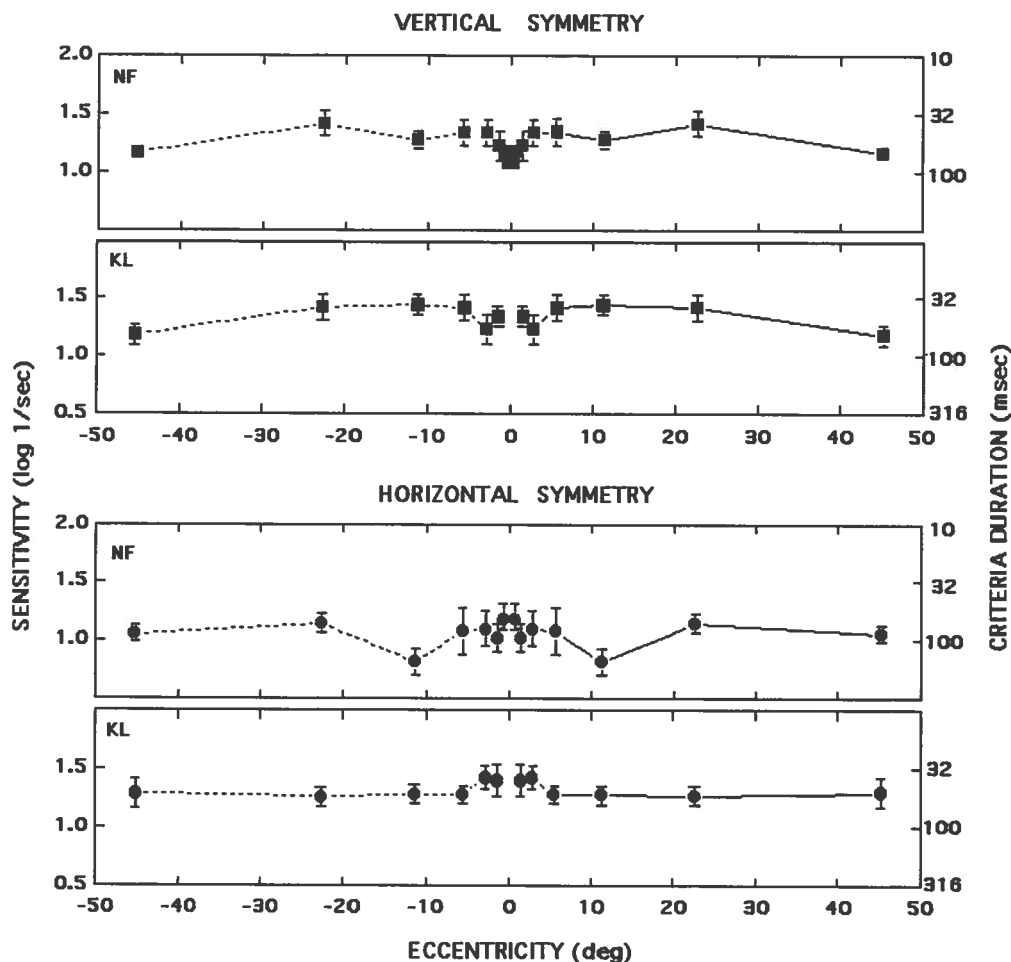 VERTICAL SYMMETRY
2.0
10
NF
1.5
32
1.0
100
KL
1.5
32
1.0
100
0.5
316
-50 -40 -30 -20 -10 0 10 20 30 40 50
SENSITIVITY (log 1/sec)
CRITERIA DURATION (msec)
HORIZONTAL SYMMETRY
2.0
10
NF
1.5
32
1.0
100
KL
1.5
32
1.0
100
0.5
316
-50 -40 -30 -20 -10 0 10 20 30 40 50
ECCENTRICITY (deg)